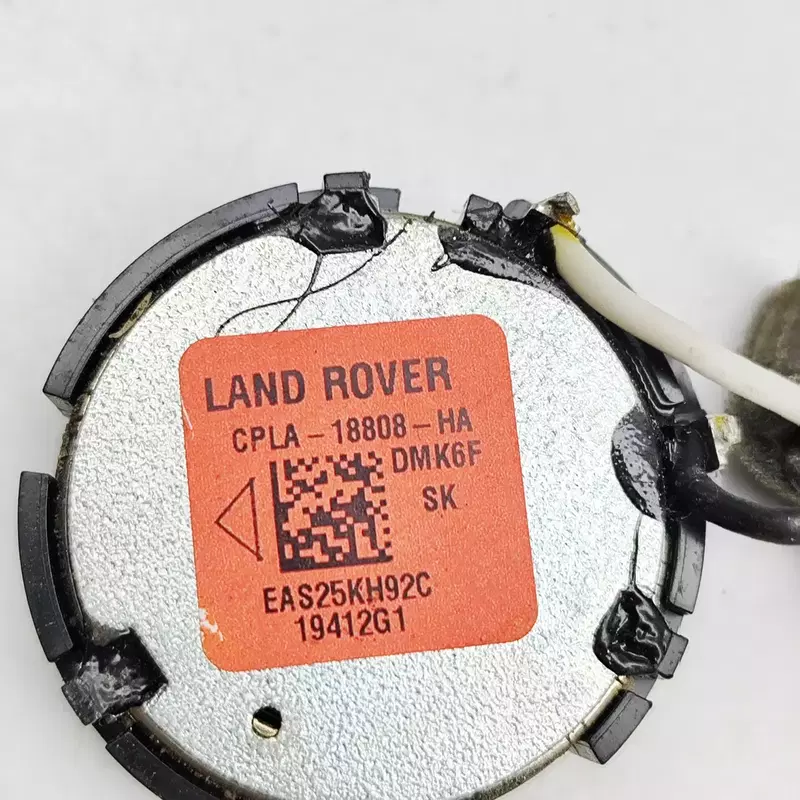 LAND ROVER
CPLA-18808-HA
DMK6F
SK
EAS25KH92C
19412G1